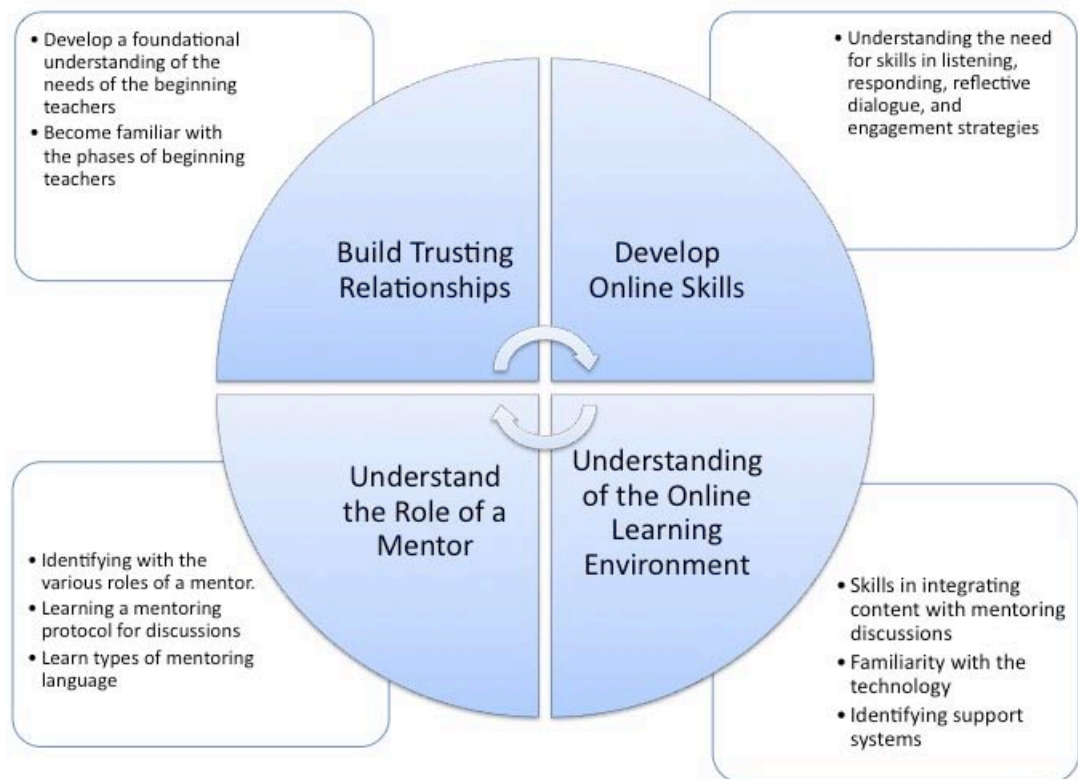 • Develop a foundational
understanding of the
needs of the beginning
teachers
• Become familiar with
the phases of beginning
teachers
• Understanding the need
for skills in listening,
responding, reflective
dialogue, and
engagement strategies
Build Trusting
Relationships
Develop
Online Skills
Understand
the Role of a
Mentor
Understanding
of the Online
Learning
Environment
• Identifying with the
various roles of a mentor.
• Learning a mentoring
protocol for discussions
• Learn types of mentoring
language
• Skills in integrating
content with mentoring
discussions
• Familiarity with the
technology
• Identifying support
systems